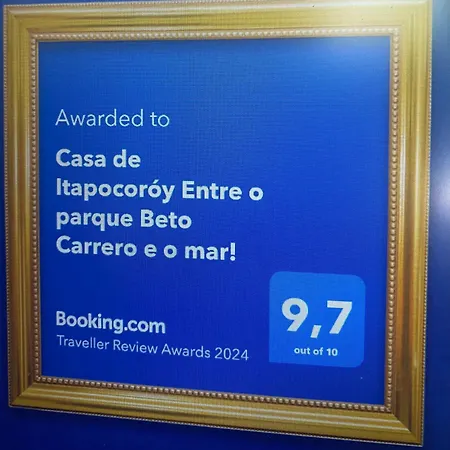 Awarded to
Casa de
Itapocoróy Entre o
parque Beto
Carrero e o mar!
Booking.com
Traveller Review Awards 2024
9,7
out of 10